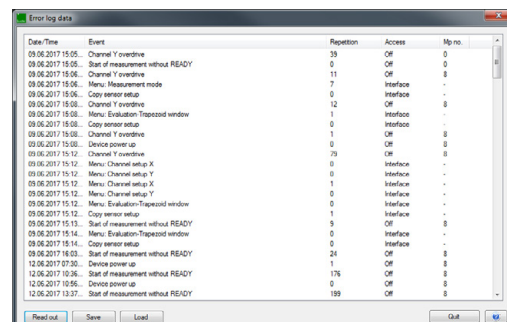 Error log data
Date/Time Event Repetition Access Mp no.
09.06.2017 15:05... Channel Y overdrive 39 Off 0
09.06.2017 15:05... Start of measurement without READY 0 Off 0
09.06.2017 15:06... Channel Y overdrive 11 Off 8
09.06.2017 15:06... Menu: Measurement mode 7 Interface -
09.06.2017 15:06... Copy sensor setup 0 Interface -
09.06.2017 15:08... Channel Y overdrive 12 Off 8
09.06.2017 15:08... Menu: Evaluation-Trapezoid window 1 Interface -
09.06.2017 15:08... Copy sensor setup 0 Interface -
09.06.2017 15:08... Channel Y overdrive 1 Off 8
09.06.2017 15:08... Device power up 0 Off 8
09.06.2017 15:12... Channel Y overdrive 79 Off 8
09.06.2017 15:12... Menu: Channel setup X 0 Interface -
09.06.2017 15:12... Menu: Channel setup Y 0 Interface -
09.06.2017 15:12... Menu: Channel setup X 1 Interface -
09.06.2017 15:12... Menu: Channel setup Y 1 Interface -
09.06.2017 15:12... Menu: Evaluation-Trapezoid window 0 Interface -
09.06.2017 15:12... Copy sensor setup 1 Interface -
09.06.2017 15:13... Start of measurement without READY 9 Off 8
09.06.2017 15:14... Menu: Evaluation-Trapezoid window 0 Interface -
09.06.2017 15:14... Copy sensor setup 0 Interface -
09.06.2017 16:03... Start of measurement without READY 24 Off 8
12.06.2017 07:30... Device power up 1 Off 8
12.06.2017 10:36... Start of measurement without READY 176 Off 8
12.06.2017 10:56... Device power up 0 Off 8
12.06.2017 13:37... Start of measurement without READY 199 Off 8
Read out Save Load Quit